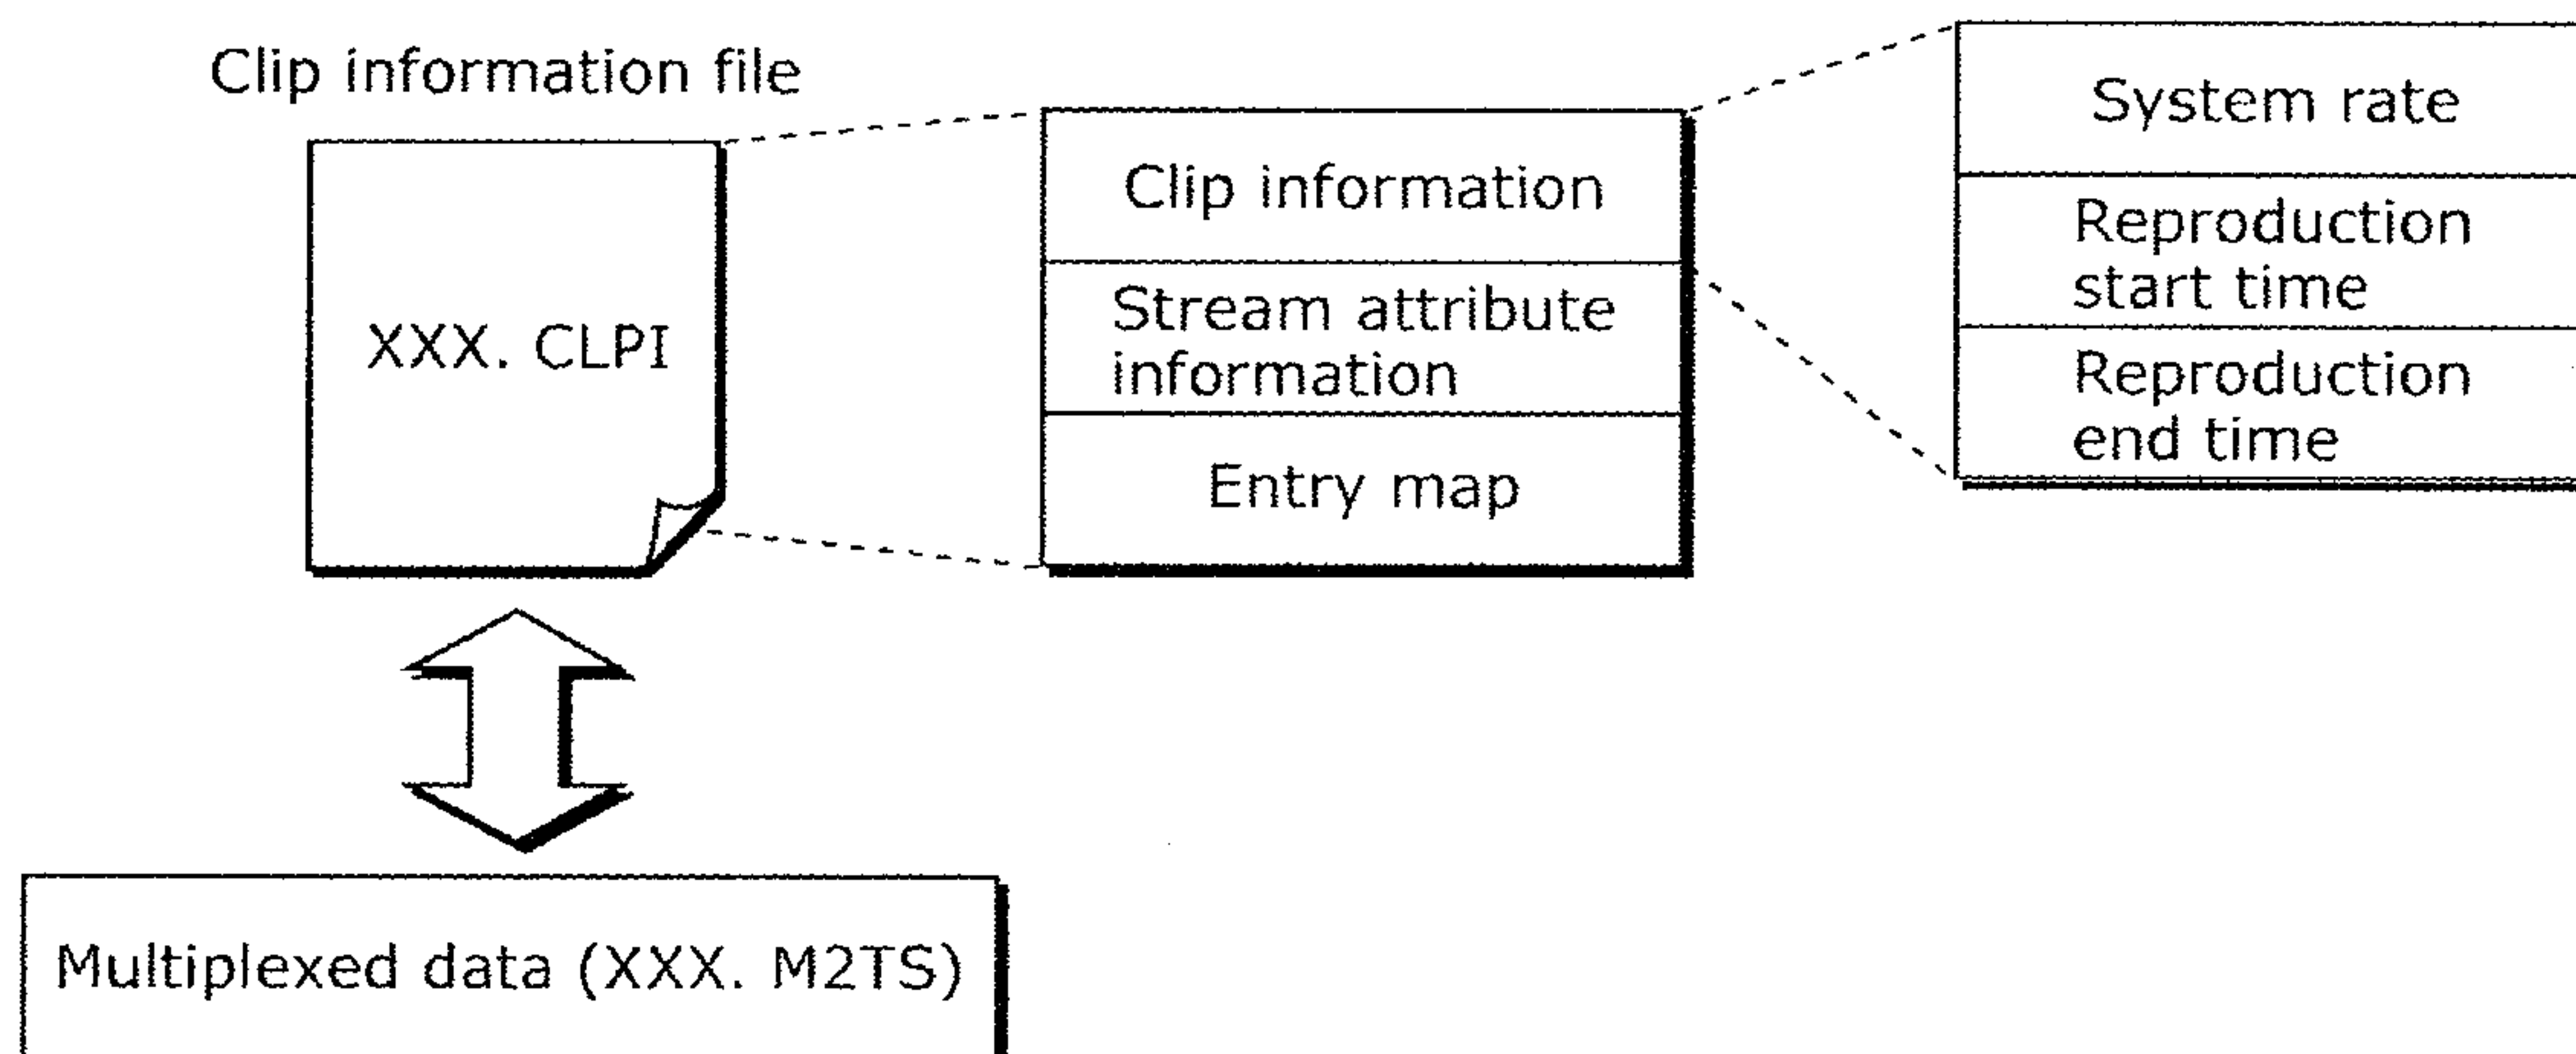 Clip information file
XXX. CLPI
Clip information
Stream attribute
information
Entry map
System rate
Reproduction
start time
Reproduction
end time
Multiplexed data (XXX. M2TS)